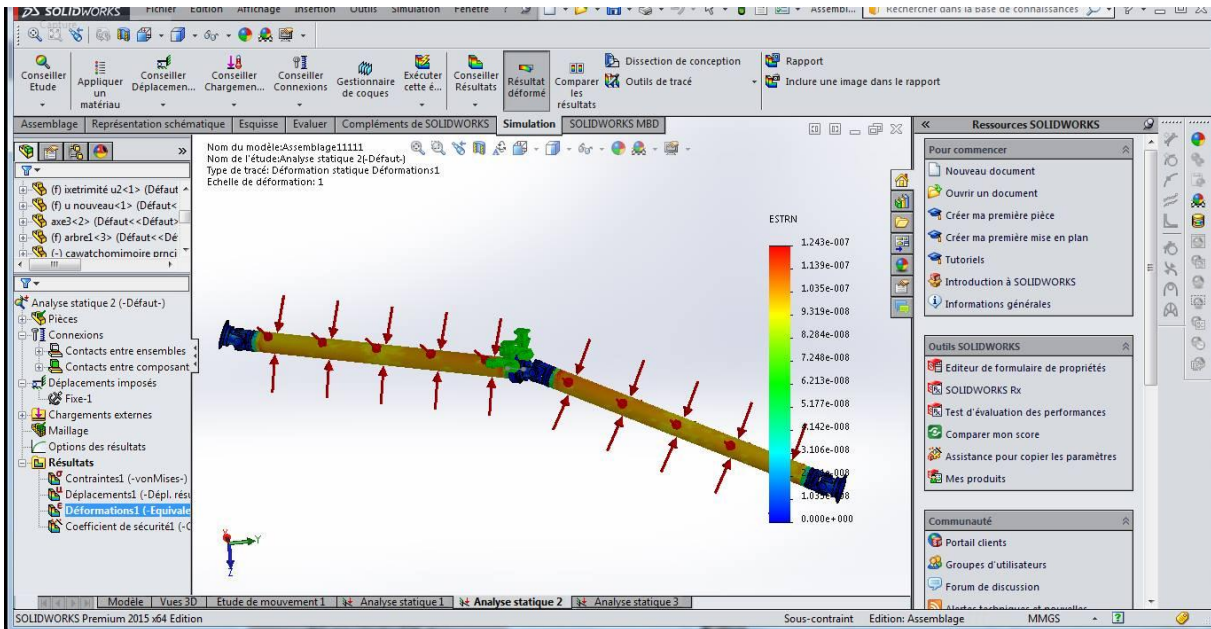 SOLIDWORKS
Fichier Edition Affichage Insertion Outils Simulation Fenêtre ?
Assembl...
Rechercher dans la base de connaissances
Capture
Conseiller Etude
Appliquer un matériau
Conseiller Déplacemen...
Conseiller Chargemen...
Conseiller Connexions
Gestionnaire de coques
Exécuter cette é...
Conseiller Résultats
Résultat déformé
Comparer les résultats
Dissection de conception
Outils de tracé
Rapport
Inclure une image dans le rapport
Assemblage Représentation schématique Esquisse Evaluer Compléments de SOLIDWORKS Simulation SOLIDWORKS MBD
(f) ixetrimité u2<1> (Défaut
(f) u nouveau<1> (Défaut<
axe3<2> (Défaut<<Défaut>
(f) arbre1<3> (Défaut<<Dé
(-) cawatchomimoire prnci
Analyse statique 2 (-Défaut-)
Pièces
Connexions
Contacts entre ensembles
Contacts entre composant
Déplacements imposés
Fixe-1
Chargements externes
Maillage
Options des résultats
Résultats
Contraintes1 (-vonMises-)
Déplacements1 (-Dépl. résu
Déformations1 (-Equivale
Coefficient de sécurité1 (-C
Nom du modèle:Assemblage11111
Nom de l'étude:Analyse statique 2(-Défaut-)
Type de tracé: Déformation statique Déformations1
Echelle de déformation: 1
ESTRN
1.243e-007
1.139e-007
1.035e-007
9.319e-008
8.284e-008
7.248e-008
6.213e-008
5.177e-008
4.142e-008
3.106e-008
0.000e+000
Y
Z
Ressources SOLIDWORKS
Pour commencer
Nouveau document
Ouvrir un document
Créer ma première pièce
Créer ma première mise en plan
Tutoriels
Introduction à SOLIDWORKS
Informations générales
Outils SOLIDWORKS
Editeur de formulaire de propriétés
SOLIDWORKS Rx
Test d'évaluation des performances
Comparer mon score
Assistance pour copier les paramètres
Mes produits
Communauté
Portail clients
Groupes d'utilisateurs
Forum de discussion
Alertes techniques et nouvelles
Modèle Vues 3D Etude de mouvement 1 Analyse statique 1 Analyse statique 2 Analyse statique 3
SOLIDWORKS Premium 2015 x64 Edition
Sous-contraint Edition: Assemblage MMGS